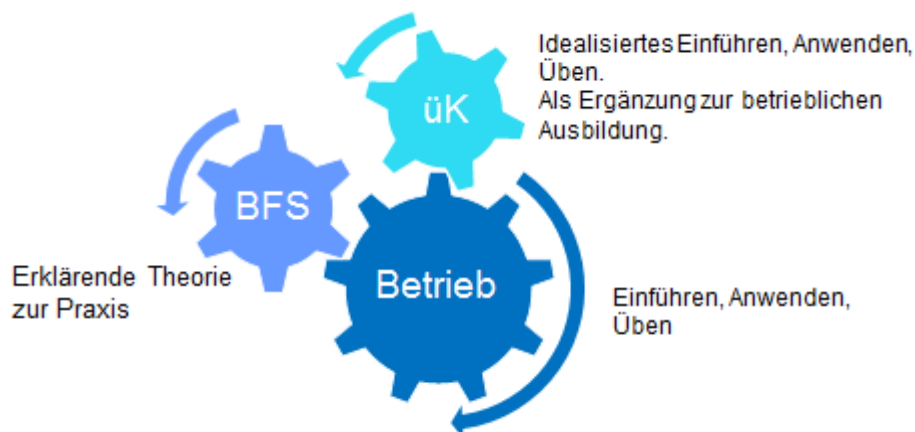 Idealisiertes Einführen, Anwenden,
Üben.
Als Ergänzung zur betrieblichen
Ausbildung.
üK
BFS
Erklärende Theorie
zur Praxis
Betrieb
Einführen, Anwenden,
Üben